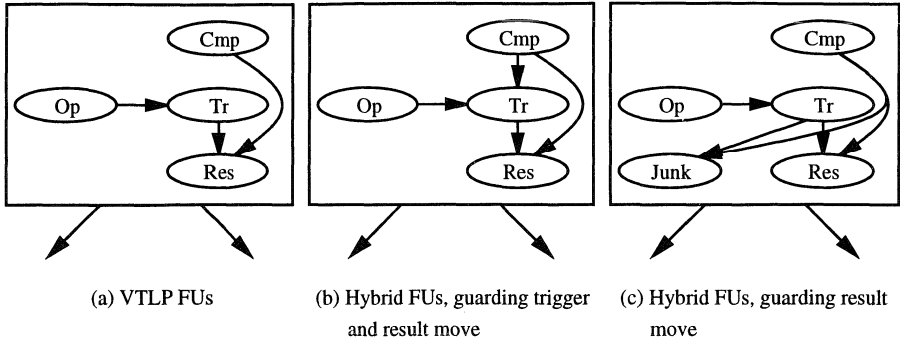 Cmp
Op
Tr
Res
Cmp
Op
Tr
Res
Cmp
Op
Tr
Junk
Res
(a) VTLP FUs
(b) Hybrid FUs, guarding trigger
and result move
(c) Hybrid FUs, guarding result
move